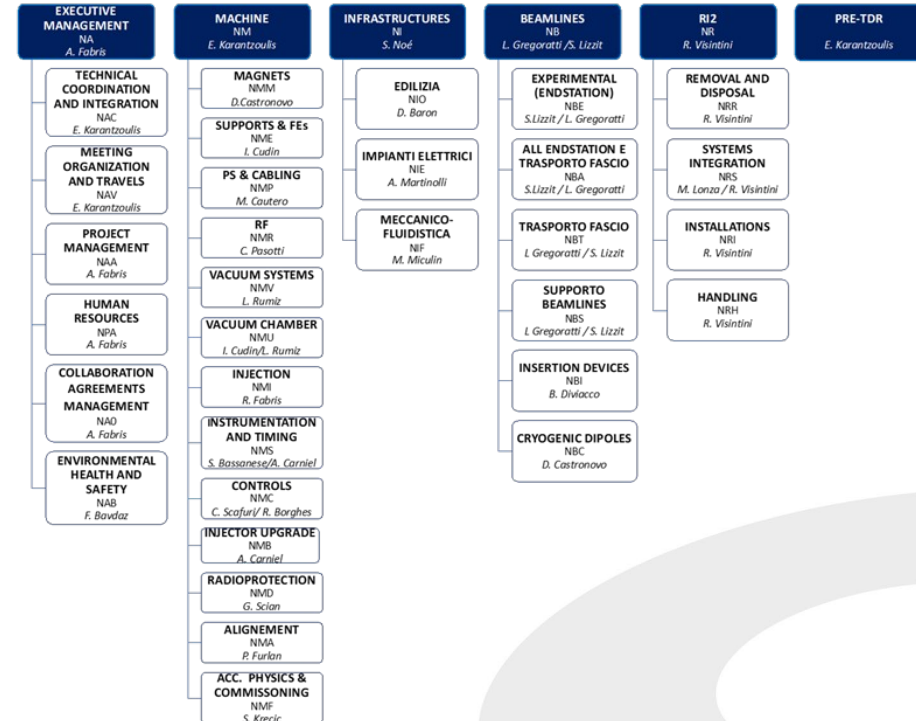 EXECUTIVE
MANAGEMENT
NA
A. Fabris
TECHNICAL
COORDINATION
AND INTEGRATION
NAC
E. Karantzoulis
MEETING
ORGANIZATION
AND TRAVELS
NAV
E. Karantzoulis
PROJECT
MANAGEMENT
NAA
A. Fabris
HUMAN
RESOURCES
NPA
A. Fabris
COLLABORATION
AGREEMENTS
MANAGEMENT
NAO
A. Fabris
ENVIRONMENTAL
HEALTH AND
SAFETY
NAB
F. Bavdaz
MACHINE
NM
E. Karantzoulis
MAGNETS
NMM
D.Castronovo
SUPPORTS & FEs
NME
I. Cudin
PS & CABLING
NMP
M. Cautero
RF
NMR
C. Pasotti
VACUUM SYSTEMS
NMV
L. Rumiz
VACUUM CHAMBER
NMU
I. Cudin/L. Rumiz
INJECTION
NMI
R. Fabris
INSTRUMENTATION
AND TIMING
NMS
S. Bassanese/A. Carniel
CONTROLS
NMC
C. Scafuri/ R. Borghes
INJECTOR UPGRADE
NMB
A. Carniel
RADIOPROTECTION
NMD
G. Scian
ALIGNEMENT
NMA
P. Furlan
ACC. PHYSICS &
COMMISSONING
NMF
S. Krecic
INFRASTRUCTURES
NI
S. Noé
EDILIZIA
NIO
D. Baron
IMPIANTI ELETTRICI
NIE
A. Martinolli
MECCANICO-
FLUIDISTICA
NIF
M. Miculin
BEAMLINES
NB
L. Gregoratti /S. Lizzit
EXPERIMENTAL
(ENDSTATION)
NBE
S.Lizzit / L. Gregoratti
ALL ENDSTATION E
TRASPORTO FASCIO
NBA
S.Lizzit / L. Gregoratti
TRASPORTO FASCIO
NBT
L Gregoratti / S. Lizzit
SUPPORTO
BEAMLINES
NBS
L Gregoratti / S. Lizzit
INSERTION DEVICES
NBI
B. Diviacco
CRYOGENIC DIPOLES
NBC
D. Castronovo
RI2
NR
R. Visintini
REMOVAL AND
DISPOSAL
NRR
R. Visintini
SYSTEMS
INTEGRATION
NRS
M. Lonza / R. Visintini
INSTALLATIONS
NRI
R. Visintini
HANDLING
NRH
R. Visintini
PRE-TDR
E. Karantzoulis